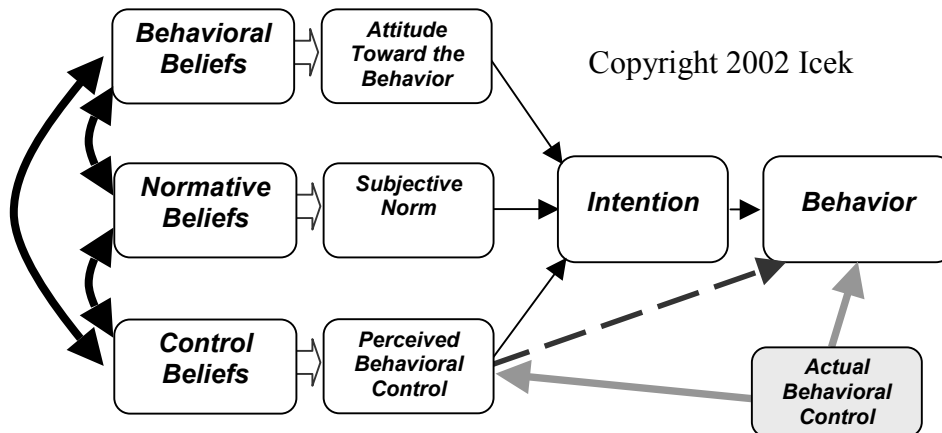 Behavioral
Beliefs
Attitude
Toward the
Behavior
Copyright 2002 Icek
Normative
Beliefs
Subjective
Norm
Intention
Behavior
Control
Beliefs
Perceived
Behavioral
Control
Actual
Behavioral
Control